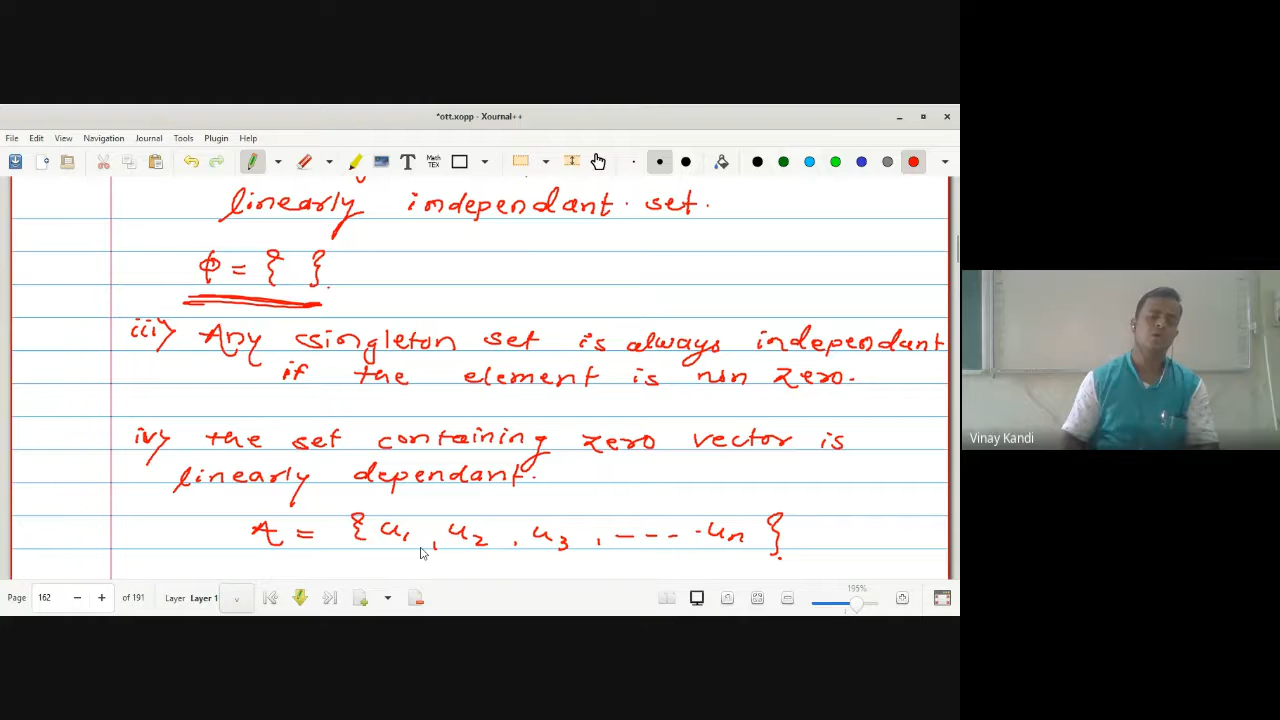 *ott.xopp - Xournal++
File Edit View Navigation Journal Tools Plugin Help
linearly independant set.
Φ = { }.
iii) Any singleton set is always independant
if the element is non zero.
iv) the set containing zero vector is
linearly dependant.
A = { u1, u2, u3, ---- un }.
Vinay Kandi
Page 162 of 191 Layer Layer 1
195%